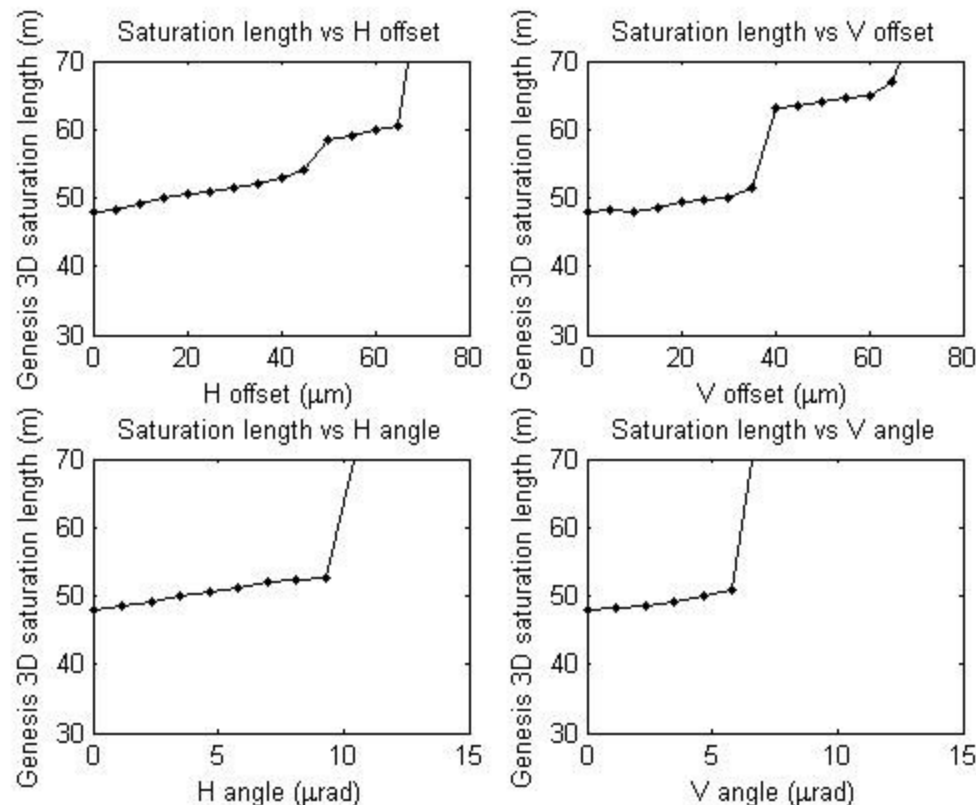 Saturation length vs H offset
Genesis 3D saturation length (m)
70
60
50
40
30
0 20 40 60 80
H offset (μm)
Saturation length vs V offset
Genesis 3D saturation length (m)
70
60
50
40
30
0 20 40 60 80
V offset (μm)
Saturation length vs H angle
Genesis 3D saturation length (m)
70
60
50
40
30
0 5 10 15
H angle (μrad)
Saturation length vs V angle
Genesis 3D saturation length (m)
70
60
50
40
30
0 5 10 15
V angle (μrad)